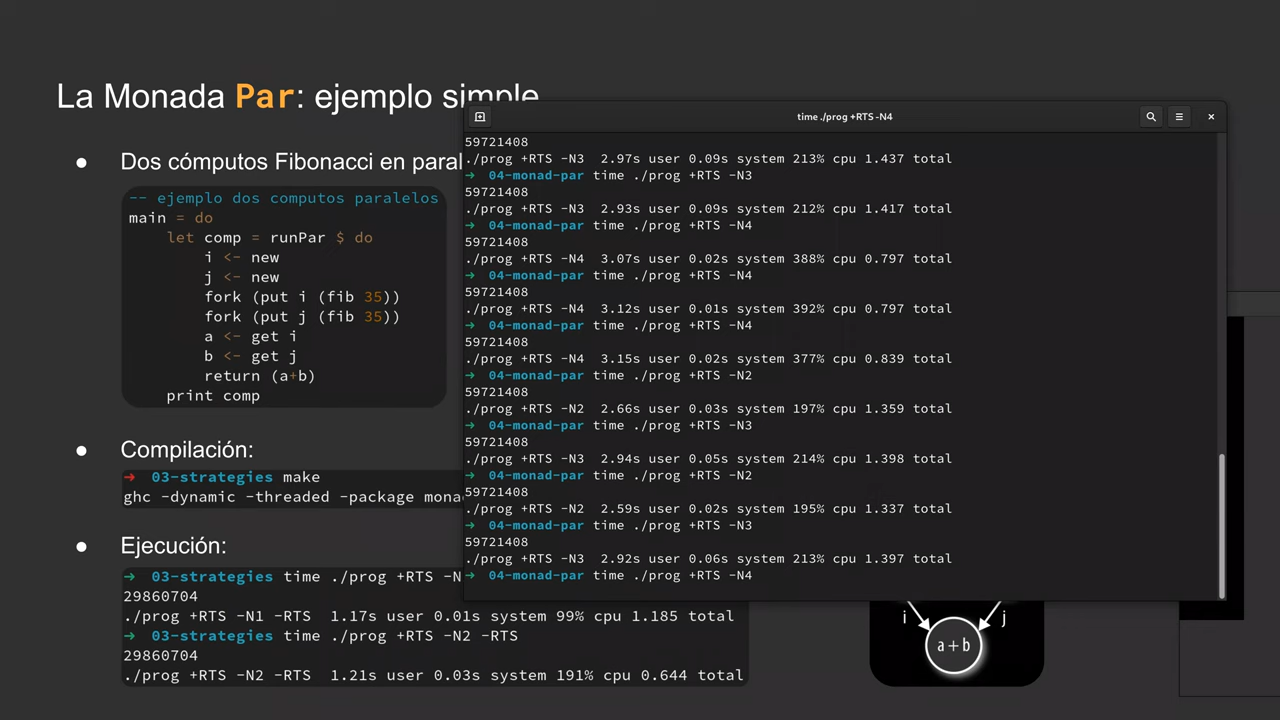 La Monada Par: ejemplo simple
● Dos cómputos Fibonacci en paral
-- ejemplo dos computos paralelos
main = do
let comp = runPar $ do
i <- new
j <- new
fork (put i (fib 35))
fork (put j (fib 35))
a <- get i
b <- get j
return (a+b)
print comp
● Compilación:
➜ 03-strategies make
ghc -dynamic -threaded -package mona
● Ejecución:
➜ 03-strategies time ./prog +RTS -N
29860704
./prog +RTS -N1 -RTS 1.17s user 0.01s system 99% cpu 1.185 total
➜ 03-strategies time ./prog +RTS -N2 -RTS
29860704
./prog +RTS -N2 -RTS 1.21s user 0.03s system 191% cpu 0.644 total
time ./prog +RTS -N4
59721408
./prog +RTS -N3 2.97s user 0.09s system 213% cpu 1.437 total
➜ 04-monad-par time ./prog +RTS -N3
59721408
./prog +RTS -N3 2.93s user 0.09s system 212% cpu 1.417 total
➜ 04-monad-par time ./prog +RTS -N4
59721408
./prog +RTS -N4 3.07s user 0.02s system 388% cpu 0.797 total
➜ 04-monad-par time ./prog +RTS -N4
59721408
./prog +RTS -N4 3.12s user 0.01s system 392% cpu 0.797 total
➜ 04-monad-par time ./prog +RTS -N4
59721408
./prog +RTS -N4 3.15s user 0.02s system 377% cpu 0.839 total
➜ 04-monad-par time ./prog +RTS -N2
59721408
./prog +RTS -N2 2.66s user 0.03s system 197% cpu 1.359 total
➜ 04-monad-par time ./prog +RTS -N3
59721408
./prog +RTS -N3 2.94s user 0.05s system 214% cpu 1.398 total
➜ 04-monad-par time ./prog +RTS -N2
59721408
./prog +RTS -N2 2.59s user 0.02s system 195% cpu 1.337 total
➜ 04-monad-par time ./prog +RTS -N3
59721408
./prog +RTS -N3 2.92s user 0.06s system 213% cpu 1.397 total
➜ 04-monad-par time ./prog +RTS -N4
i j
a+b